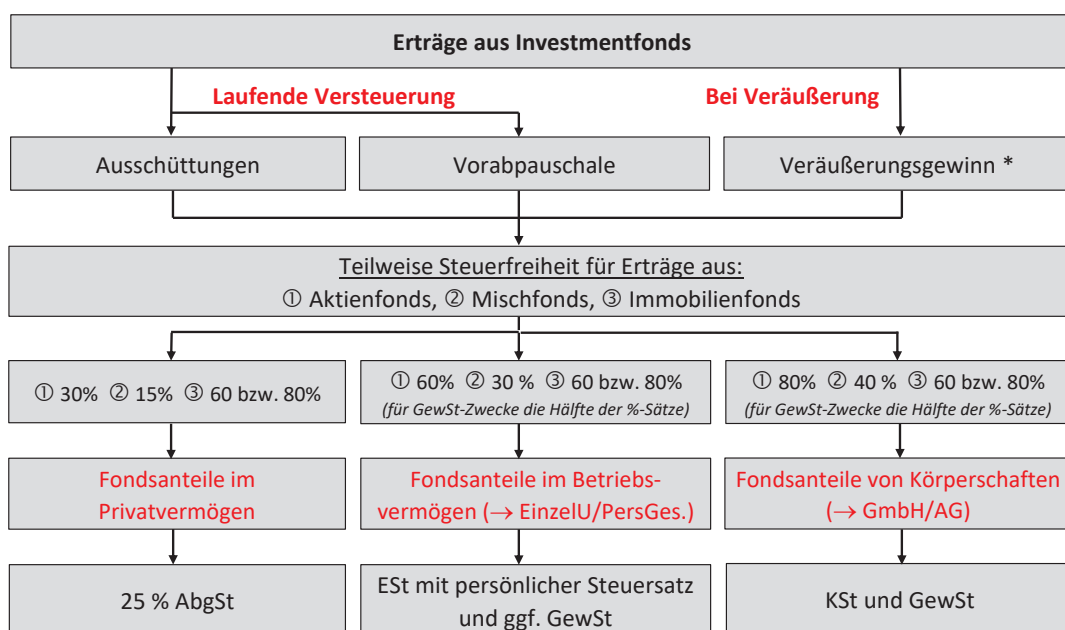 Erträge aus Investmentfonds
Laufende Versteuerung
Bei Veräußerung
Ausschüttungen
Vorabpauschale
Veräußerungsgewinn *
Teilweise Steuerfreiheit für Erträge aus:
① Aktienfonds, ② Mischfonds, ③ Immobilienfonds
① 30% ② 15% ③ 60 bzw. 80%
① 60% ② 30 % ③ 60 bzw. 80%
(für GewSt-Zwecke die Hälfte der %-Sätze)
① 80% ② 40 % ③ 60 bzw. 80%
(für GewSt-Zwecke die Hälfte der %-Sätze)
Fondsanteile im
Privatvermögen
Fondsanteile im Betriebs-
vermögen (→ EinzelU/PersGes.)
Fondsanteile von Körperschaften
(→ GmbH/AG)
25 % AbgSt
ESt mit persönlicher Steuersatz
und ggf. GewSt
KSt und GewSt